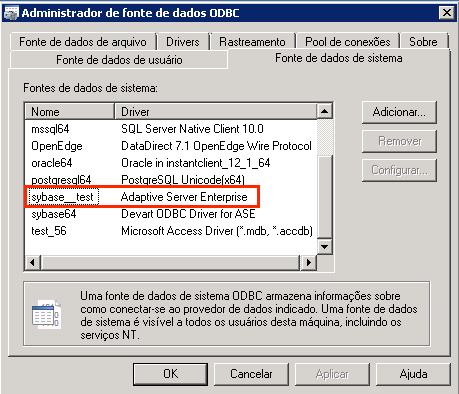 Administrador de fonte de dados ODBC
Fonte de dados de arquivo Drivers Rastreamento Pool de conexões Sobre
Fonte de dados de usuário Fonte de dados de sistema
Fontes de dados de sistema:
Nome Driver
mssql64 SQL Server Native Client 10.0
OpenEdge DataDirect 7.1 OpenEdge Wire Protocol
oracle64 Oracle in instantclient_12_1_64
postgresql64 PostgreSQL Unicode(x64)
sybase__test Adaptive Server Enterprise
sybase64 Devart ODBC Driver for ASE
test_56 Microsoft Access Driver (*.mdb, *.accdb)
Adicionar...
Remover
Configurar...
Uma fonte de dados de sistema ODBC armazena informações sobre
como conectar-se ao provedor de dados indicado. Uma fonte de dados
de sistema é visível a todos os usuários desta máquina, incluindo os
serviços NT.
OK Cancelar Aplicar Ajuda